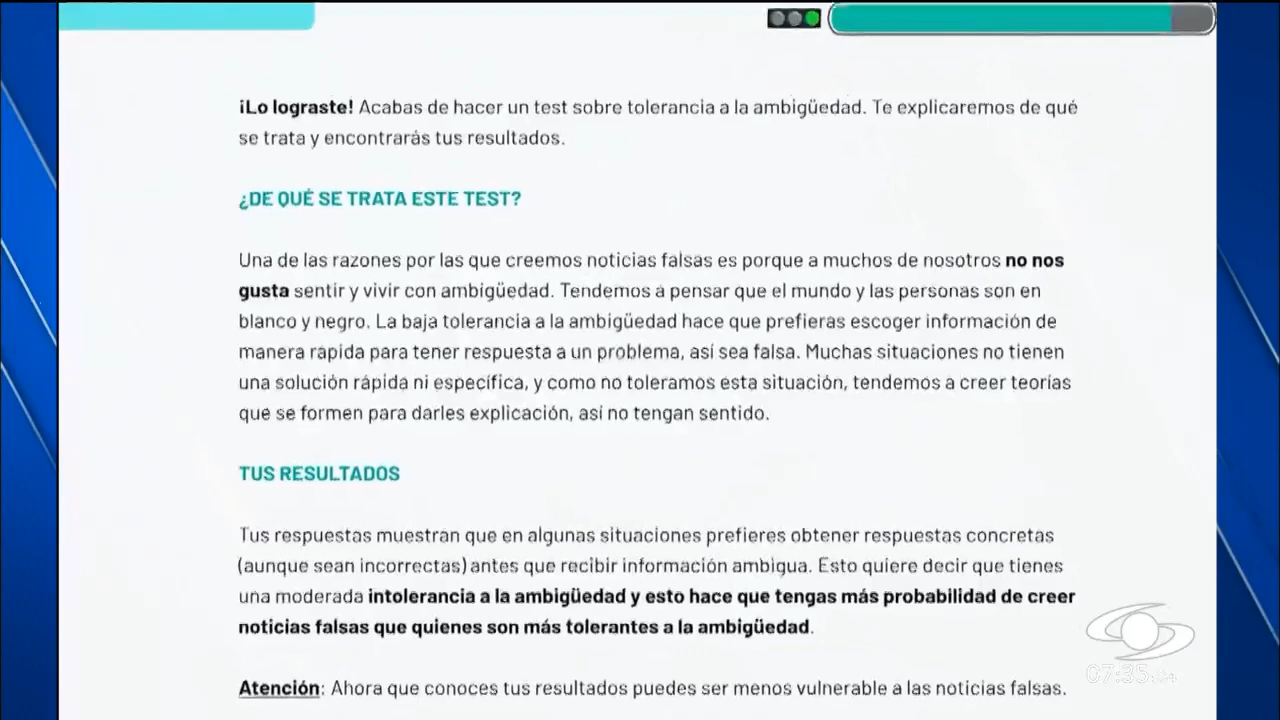 ¡Lo lograste! Acabas de hacer un test sobre tolerancia a la ambigüedad. Te explicaremos de qué
se trata y encontrarás tus resultados.
¿DE QUÉ SE TRATA ESTE TEST?
Una de las razones por las que creemos noticias falsas es porque a muchos de nosotros no nos
gusta sentir y vivir con ambigüedad. Tendemos a pensar que el mundo y las personas son en
blanco y negro. La baja tolerancia a la ambigüedad hace que prefieras escoger información de
manera rápida para tener respuesta a un problema, así sea falsa. Muchas situaciones no tienen
una solución rápida ni específica, y como no toleramos esta situación, tendemos a creer teorías
que se formen para darles explicación, así no tengan sentido.
TUS RESULTADOS
Tus respuestas muestran que en algunas situaciones prefieres obtener respuestas concretas
(aunque sean incorrectas) antes que recibir información ambigua. Esto quiere decir que tienes
una moderada intolerancia a la ambigüedad y esto hace que tengas más probabilidad de creer
noticias falsas que quienes son más tolerantes a la ambigüedad.
Atención: Ahora que conoces tus resultados puedes ser menos vulnerable a las noticias falsas.
07:35